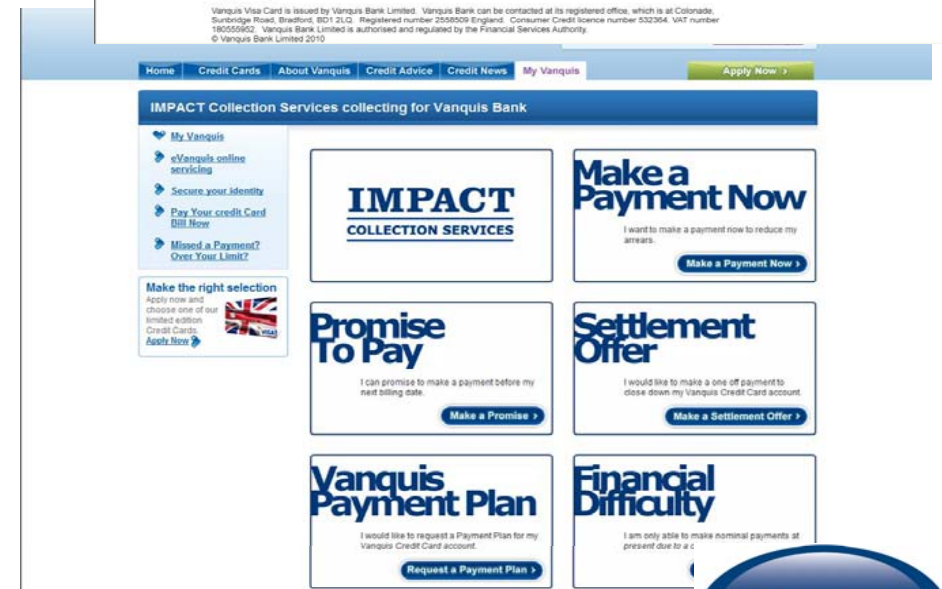 Vanquis Visa Card is issued by Vanquis Bank Limited. Vanquis Bank can be contacted at its registered office, which is at Colonade,
Sunbridge Road, Bradford, BD1 2LQ. Registered number 2558509 England. Consumer Credit licence number 532364. VAT number
180555952. Vanquis Bank Limited is authorised and regulated by the Financial Services Authority.
© Vanquis Bank Limited 2010
Home Credit Cards About Vanquis Credit Advice Credit News My Vanquis Apply Now ›
IMPACT Collection Services collecting for Vanquis Bank
My Vanquis
eVanquis online
servicing
Secure your identity
Pay Your credit Card
Bill Now
Missed a Payment?
Over Your Limit?
Make the right selection
Apply now and
choose one of our
limited edition
Credit Cards.
Apply Now
VISA
IMPACT
COLLECTION SERVICES
Make a
Payment Now
I want to make a payment now to reduce my
arrears.
Make a Payment Now ›
Promise
To Pay
I can promise to make a payment before my
next billing date.
Make a Promise ›
Settlement
Offer
I would like to make a one off payment to
close down my Vanquis Credit Card account.
Make a Settlement Offer ›
Vanquis
Payment Plan
I would like to request a Payment Plan for my
Vanquis Credit Card account.
Request a Payment Plan ›
Financial
Difficulty
I am only able to make nominal payments at
present due to a c